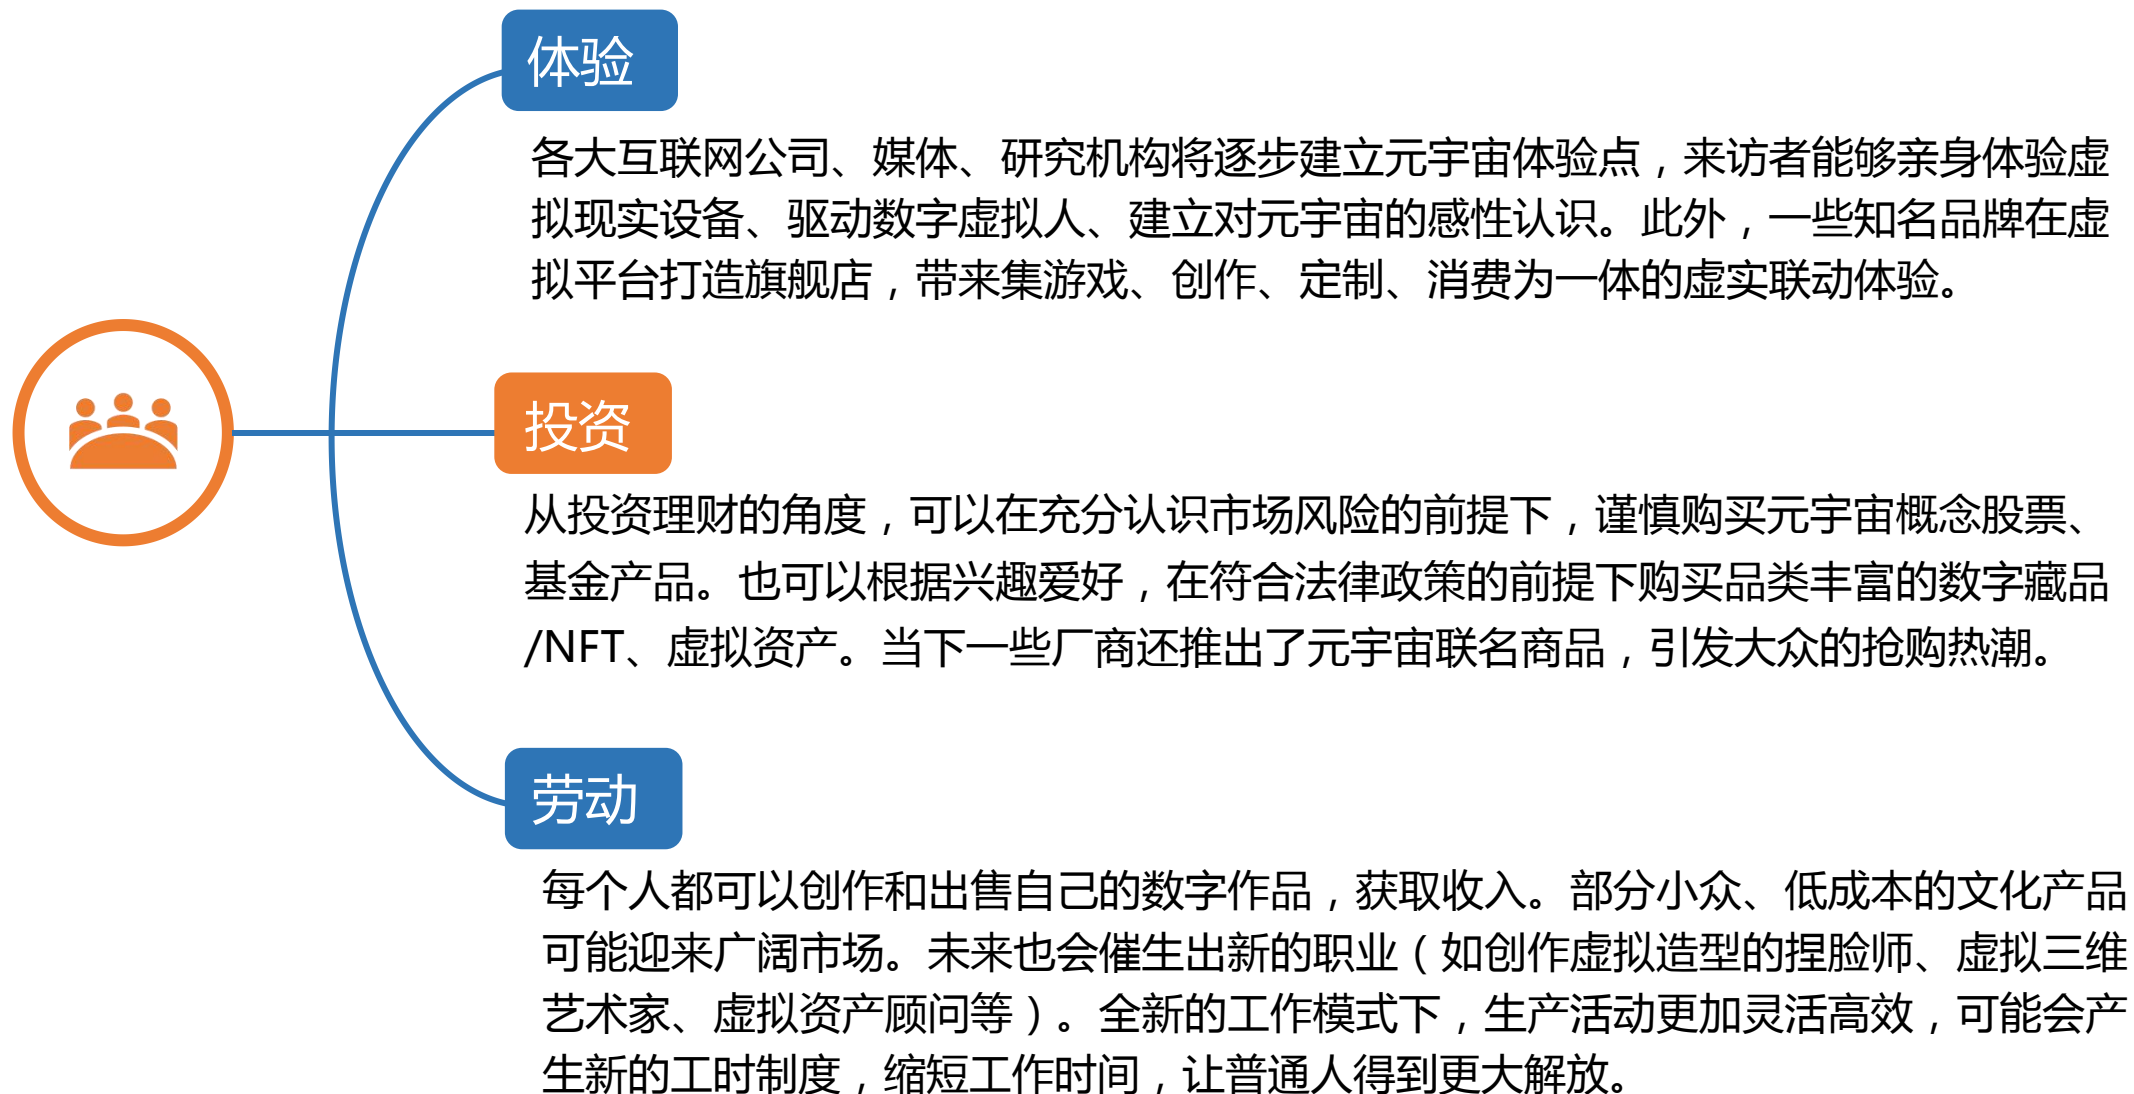 体验
各大互联网公司、媒体、研究机构将逐步建立元宇宙体验点，来访者能够亲身体验虚
拟现实设备、驱动数字虚拟人、建立对元宇宙的感性认识。此外，一些知名品牌在虚
拟平台打造旗舰店，带来集游戏、创作、定制、消费为一体的虚实联动体验。
投资
从投资理财的角度，可以在充分认识市场风险的前提下，谨慎购买元宇宙概念股票、
基金产品。也可以根据兴趣爱好，在符合法律政策的前提下购买品类丰富的数字藏品
/NFT、虚拟资产。当下一些厂商还推出了元宇宙联名商品，引发大众的抢购热潮。
劳动
每个人都可以创作和出售自己的数字作品，获取收入。部分小众、低成本的文化产品
可能迎来广阔市场。未来也会催生出新的职业（如创作虚拟造型的捏脸师、虚拟三维
艺术家、虚拟资产顾问等）。全新的工作模式下，生产活动更加灵活高效，可能会产
生新的工时制度，缩短工作时间，让普通人得到更大解放。